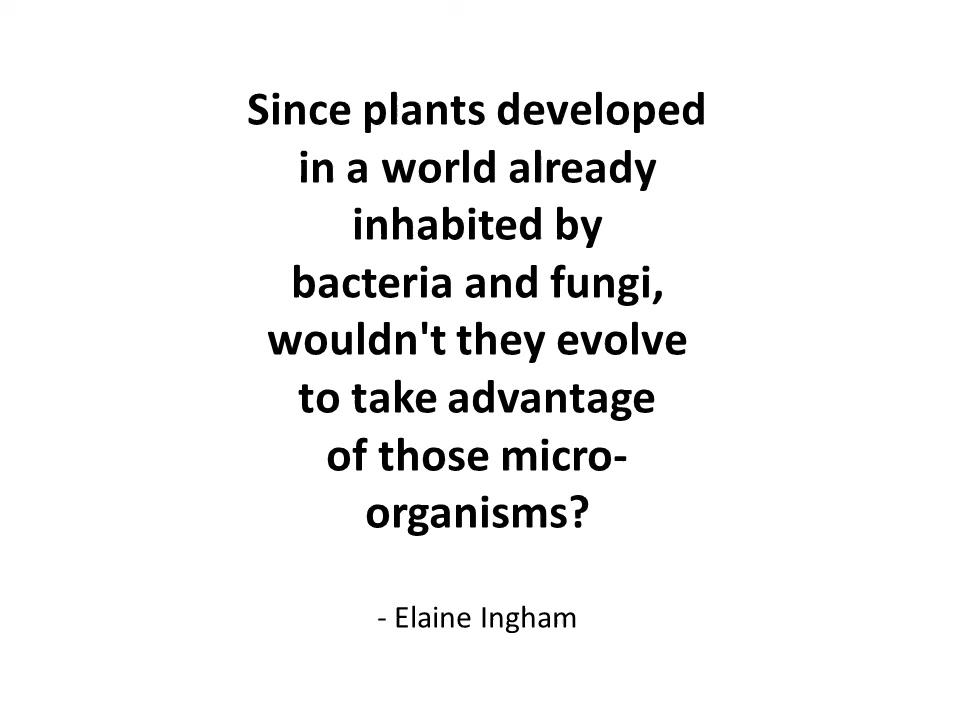 Since plants developed
in a world already
inhabited by
bacteria and fungi,
wouldn't they evolve
to take advantage
of those micro-
organisms?
- Elaine Ingham